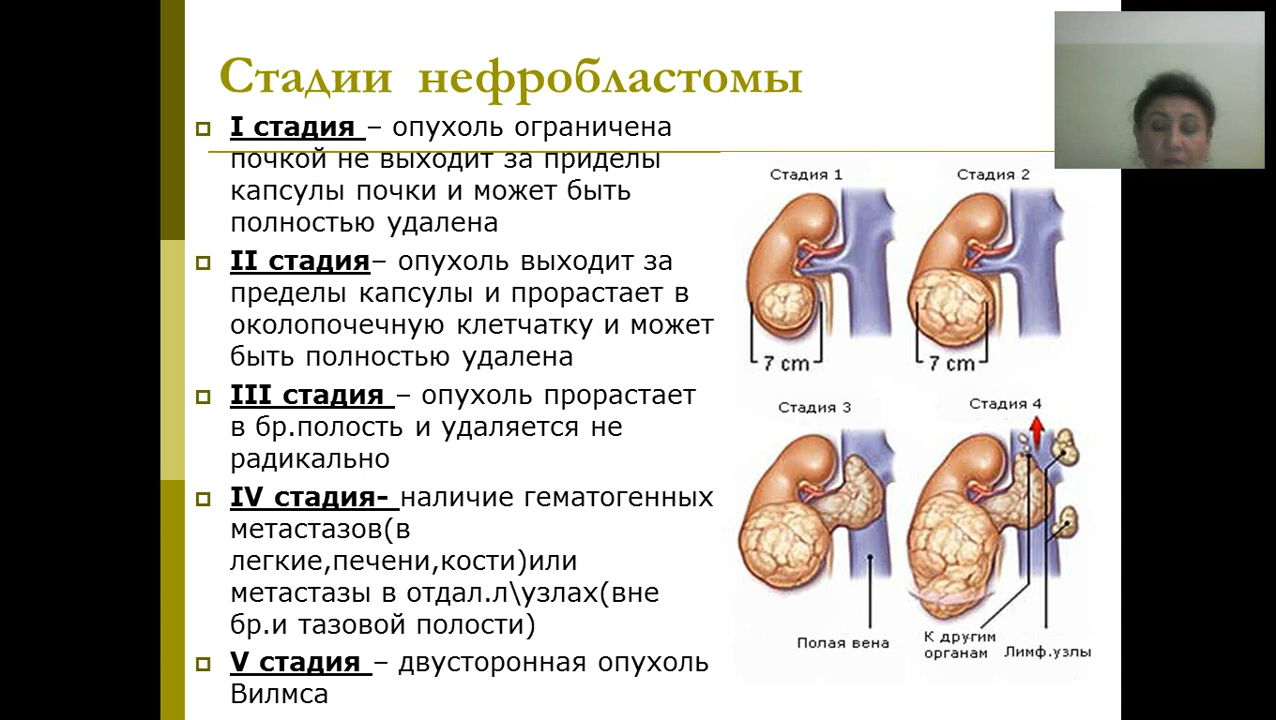 Стадии нефробластомы
I стадия – опухоль ограничена
почкой не выходит за приделы
капсулы почки и может быть
полностью удалена
II стадия– опухоль выходит за
пределы капсулы и прорастает в
околопочечную клетчатку и может
быть полностью удалена
III стадия – опухоль прорастает
в бр.полость и удаляется не
радикально
IV стадия- наличие гематогенных
метастазов(в
легкие,печени,кости)или
метастазы в отдал.л\узлах(вне
бр.и тазовой полости)
V стадия – двусторонная опухоль
Вилмса
Стадия 1
Стадия 2
7 cm
7 cm
Стадия 3
Стадия 4
Полая вена
К другим
органам
Лимф.узлы